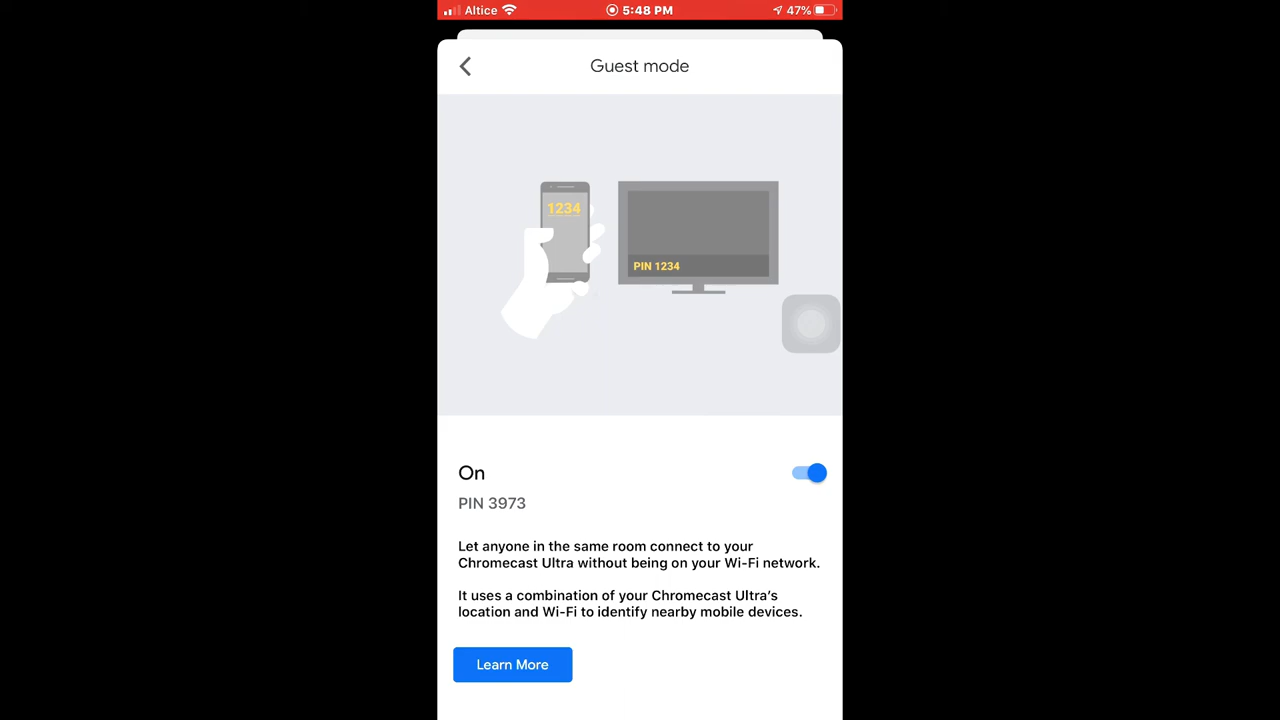 Altice 5:48 PM 47%
Guest mode
1234
PIN 1234
On
PIN 3973
Let anyone in the same room connect to your
Chromecast Ultra without being on your Wi-Fi network.
It uses a combination of your Chromecast Ultra's
location and Wi-Fi to identify nearby mobile devices.
Learn More